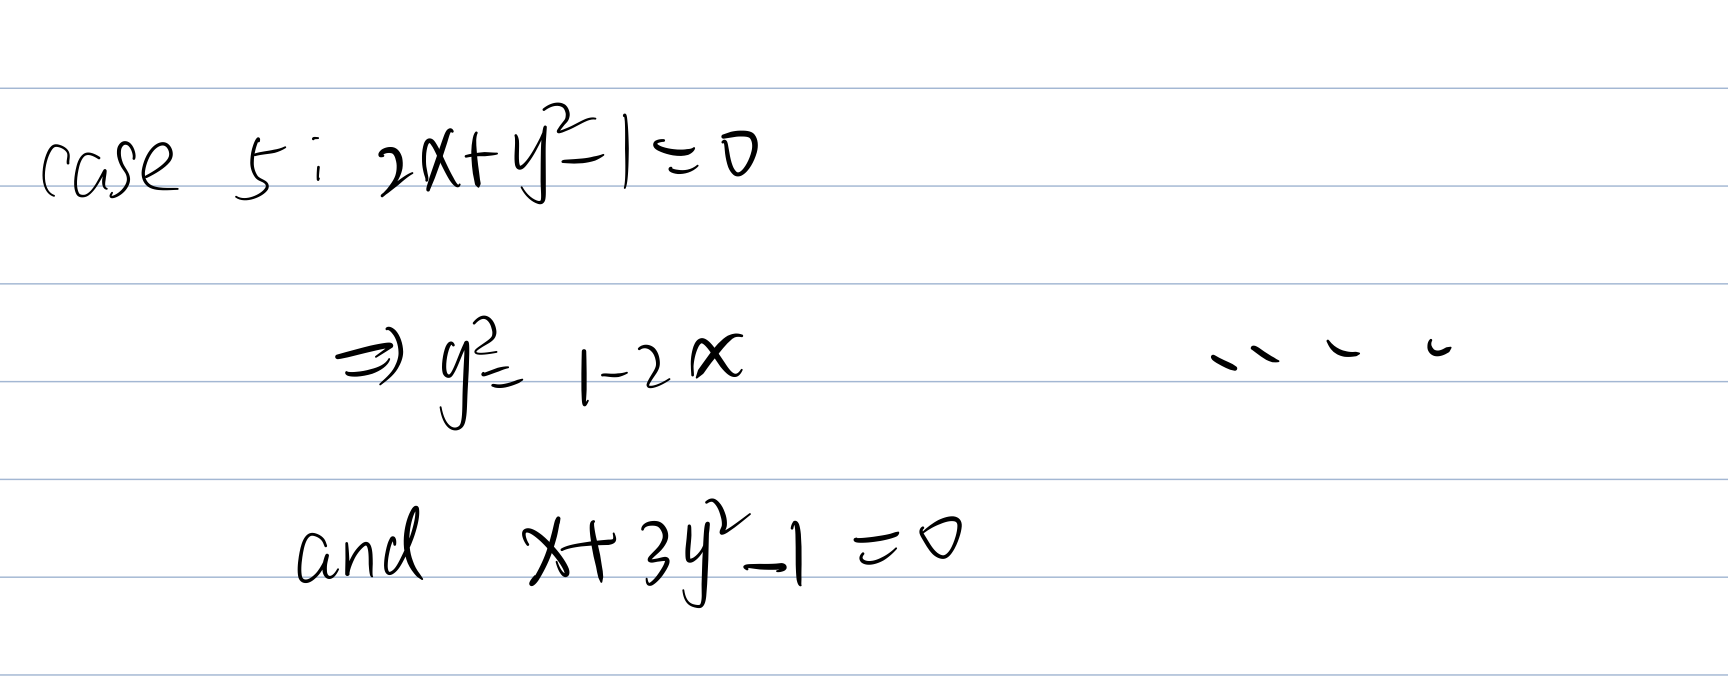 case 5: 2x+y²-1=0
⇒ y²= 1-2x
and x+3y²-1=0